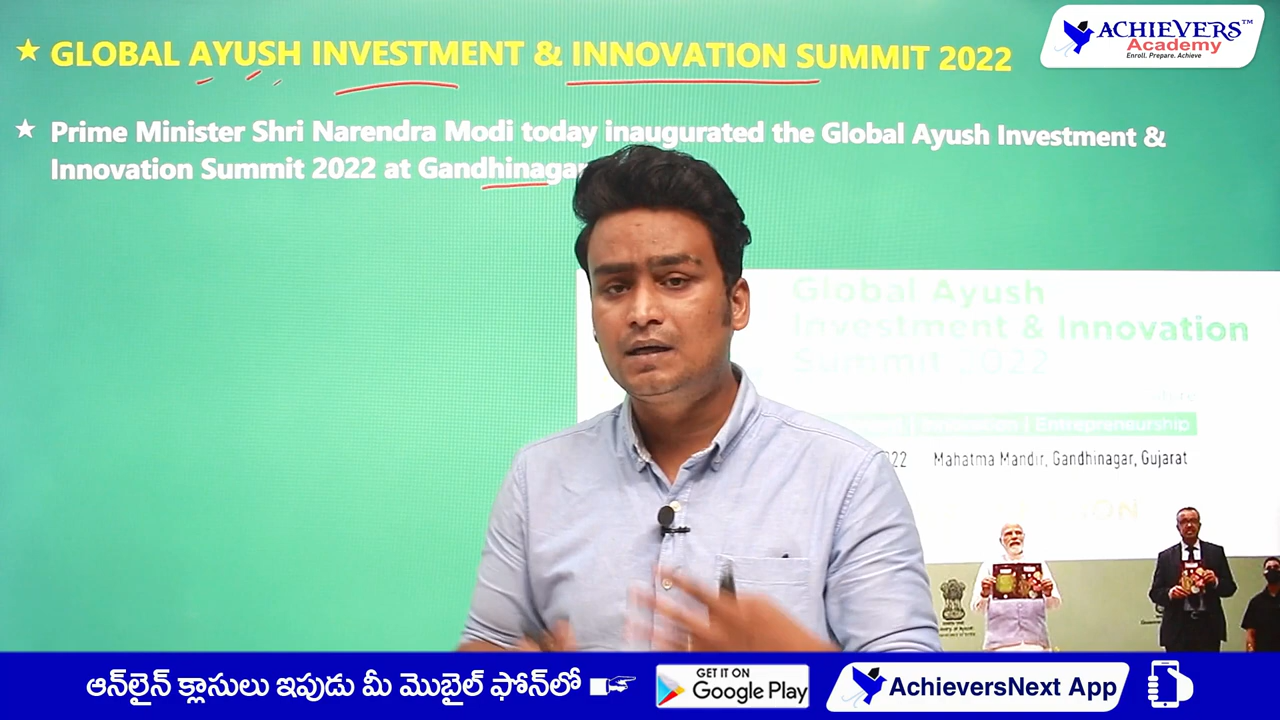 ACHIEVERS™
Academy
Enroll. Prepare. Achieve
GLOBAL AYUSH INVESTMENT & INNOVATION SUMMIT 2022
Prime Minister Shri Narendra Modi today inaugurated the Global Ayush Investment &
Innovation Summit 2022 at Gandhinagar
Global Ayush
Investment & Innovation
Summit 2022
| Innovation | Entrepreneurship
Mahatma Mandir, Gandhinagar, Gujarat
ఆన్‌లైన్ క్లాసులు ఇపుడు మీ మొబైల్ ఫోన్‌లో
GET IT ON
Google Play
AchieversNext App